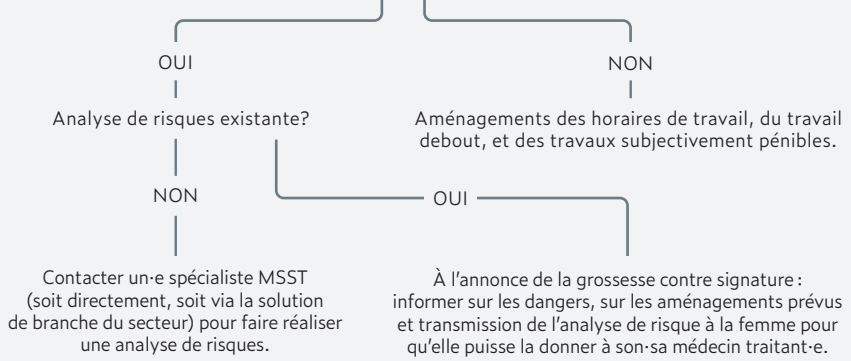 OUI
NON
Analyse de risques existante?
Aménagements des horaires de travail, du travail
debout, et des travaux subjectivement pénibles.
NON
OUI
Contacter un·e spécialiste MSST
(soit directement, soit via la solution
de branche du secteur) pour faire réaliser
une analyse de risques.
À l’annonce de la grossesse contre signature :
informer sur les dangers, sur les aménagements prévus
et transmission de l’analyse de risque à la femme pour
qu’elle puisse la donner à son·sa médecin traitant·e.